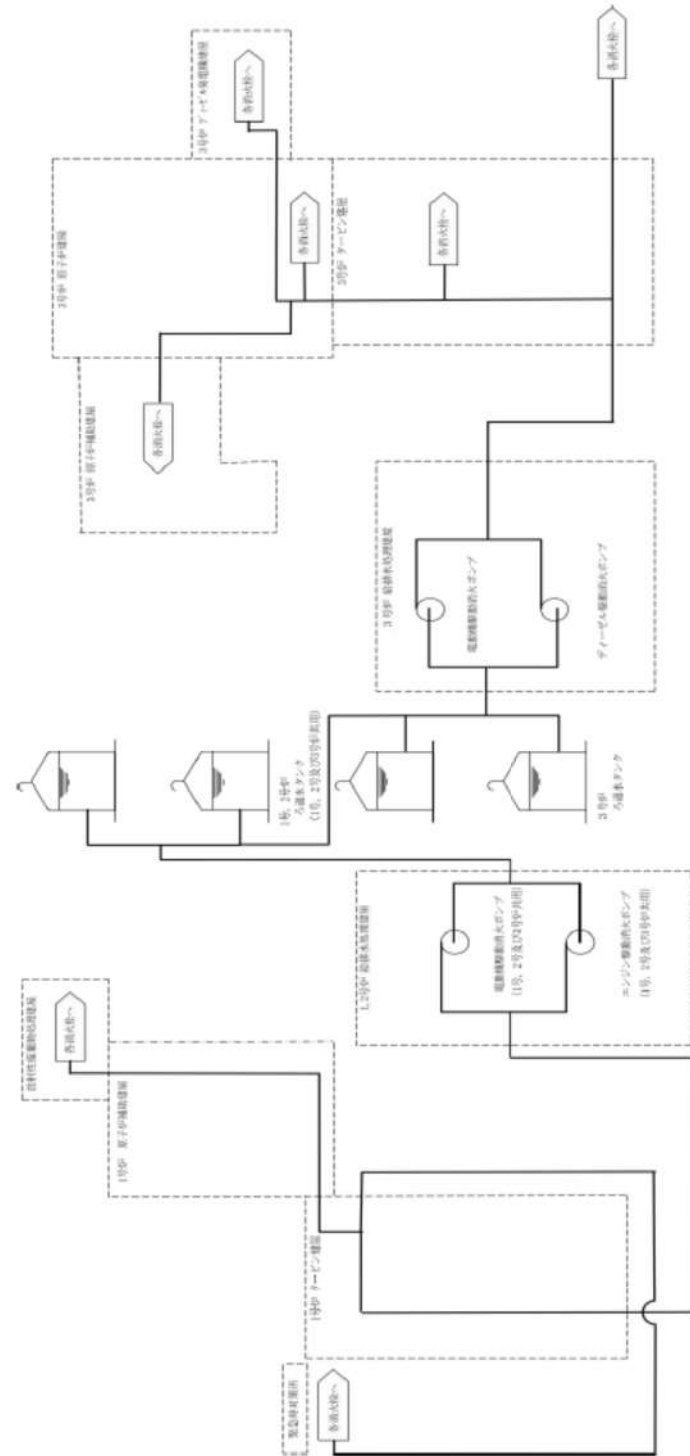 緊急時対策所
各消火栓へ
1号炉 タービン建屋
1号炉 原子炉補助建屋
放射性廃棄物処理建屋
各消火栓へ
1,2号炉 給排水処理建屋
電動機駆動消火ポンプ
(1号、2号及び3号炉共用)
エンジン駆動消火ポンプ
(1号、2号及び3号炉共用)
1号、2号炉
ろ過水タンク
(1号、2号及び3号炉共用)
3号炉
ろ過水タンク
3号炉 給排水処理建屋
電動機駆動消火ポンプ
ディーゼル駆動消火ポンプ
3号炉 原子炉補助建屋
各消火栓へ
3号炉 原子炉建屋
3号炉 タービン建屋
各消火栓へ
各消火栓へ
3号炉 ディーゼル発電機建屋
各消火栓へ
各消火栓へ